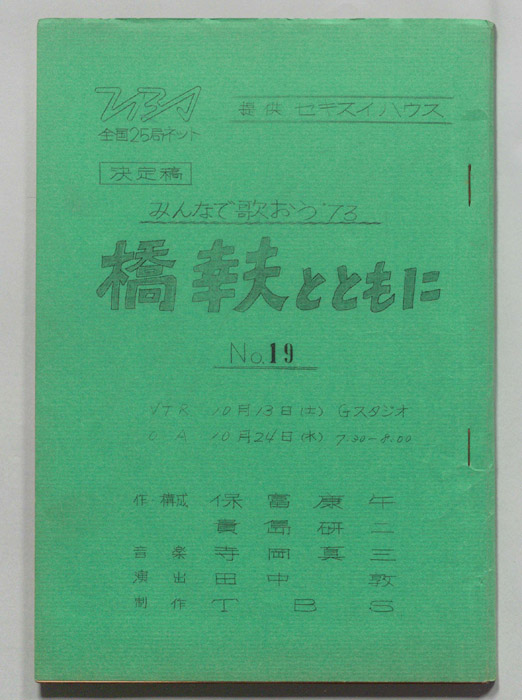 TBS
提供 セキスイハウス
全国25局ネット
決定稿
みんなで歌おう'73
橋幸夫とともに
No.19
VTR 10月13日(土) Gスタジオ
OA 10月24日(水) 7.30-8.00
作・構成 保富康午
貴島研二
音楽 寺岡真三
演出 田中敦
制作 TBS